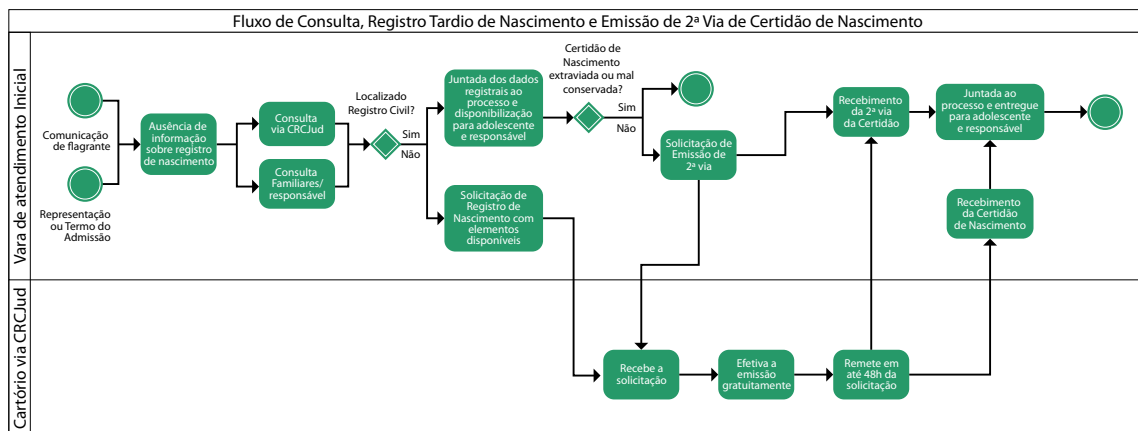 Fluxo de Consulta, Registro Tardio de Nascimento e Emissão de 2ª Via de Certidão de Nascimento
Vara de atendimento Inicial
Comunicação
de flagrante
Representação
ou Termo do
Admissão
Ausência de
informação
sobre registro
de nascimento
Consulta
via CRCJud
Consulta
Familiares/
responsável
Localizado
Registro Civil?
Sim
Não
Juntada dos dados
registrais ao
processo e
disponibilização
para adolescente
e responsável
Solicitação de
Registro de
Nascimento com
elementos
disponíveis
Certidão de
Nascimento
extraviada ou mal
conservada?
Sim
Não
Solicitação de
Emissão de
2ª via
Recebimento
da 2ª via
da Certidão
Juntada ao
processo e entregue
para adolescente
e responsável
Recebimento
da Certidão
de Nascimento
Cartório via CRCJud
Recebe a
solicitação
Efetiva a
emissão
gratuitamente
Remete em
até 48h da
solicitação